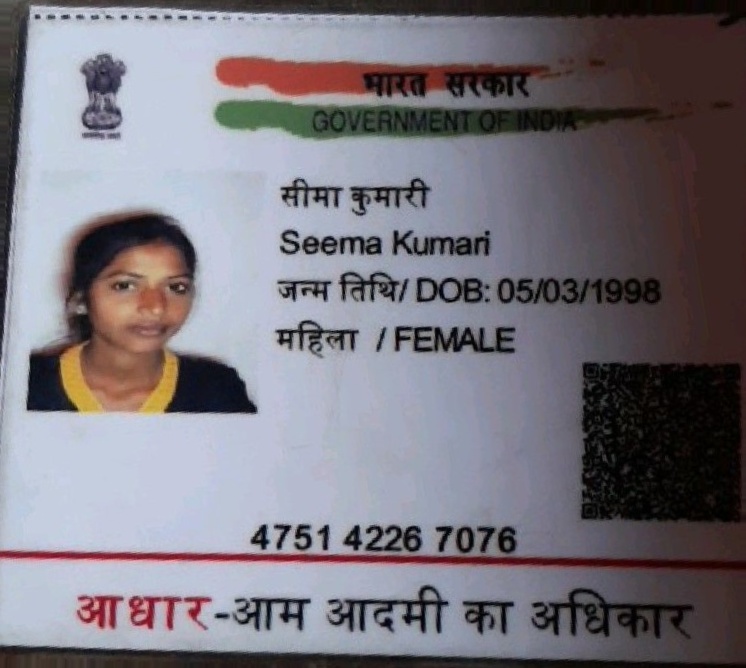 भारत सरकार
GOVERNMENT OF INDIA
सीमा कुमारी
Seema Kumari
जन्म तिथि/ DOB: 05/03/1998
महिला / FEMALE
4751 4226 7076
आधार-आम आदमी का अधिकार